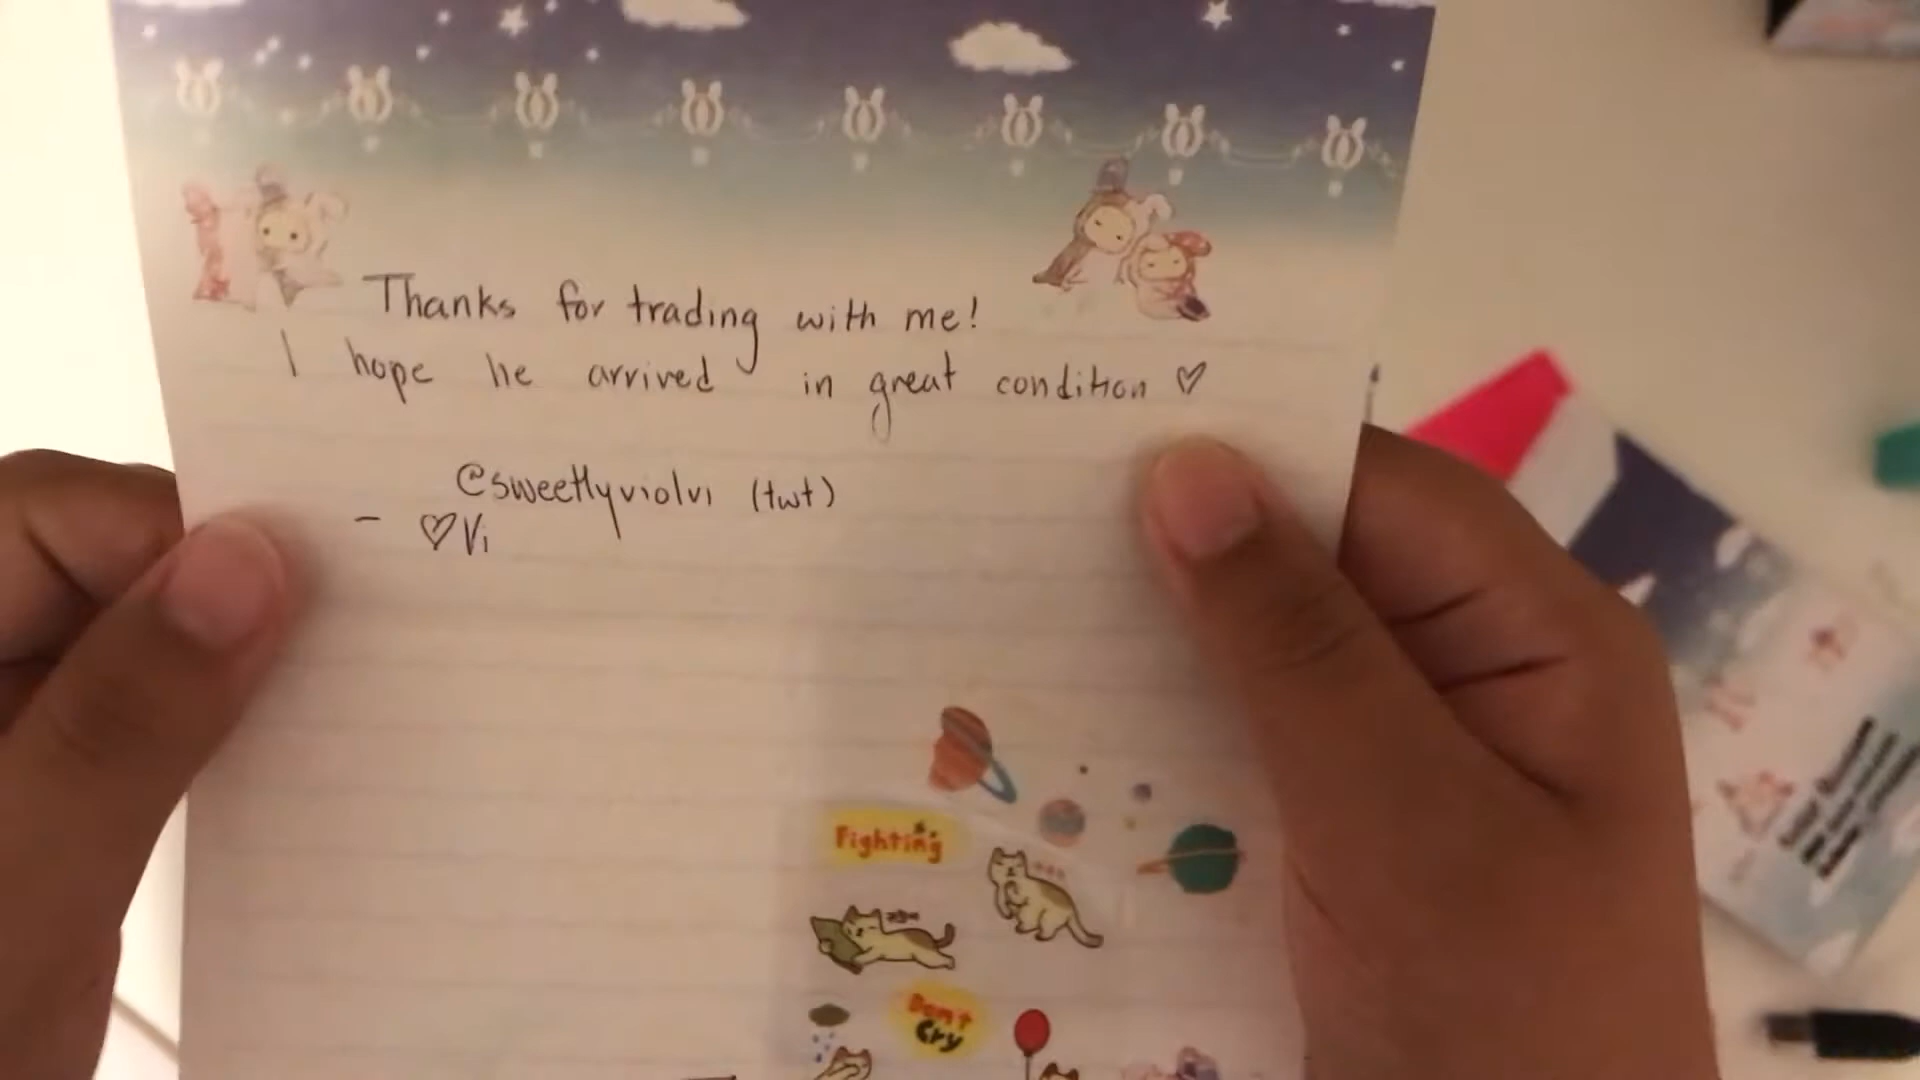 Thanks for trading with me!
I hope he arrived in great condition ♡
@sweetlyviolvi (twt)
- ♡Vi
Fighting
Don't
Cry